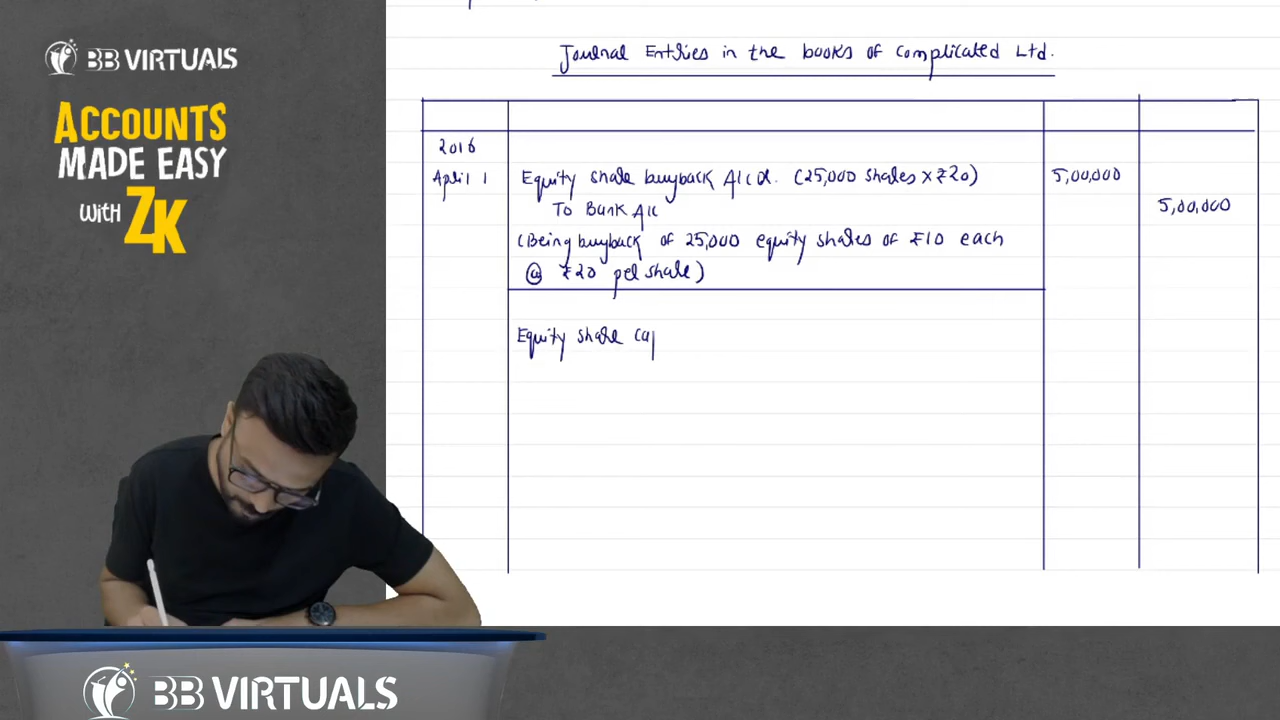 BB VIRTUALS
ACCOUNTS
MADE EASY
with ZK
Journal Entries in the books of Complicated Ltd.
2016
April 1 Equity share buyback A/c d. (25,000 shares x ₹20) 5,00,000
To Bank A/c 5,00,000
(Being buyback of 25,000 equity shares of ₹10 each
@ ₹20 per share)
Equity share cap
BB VIRTUALS